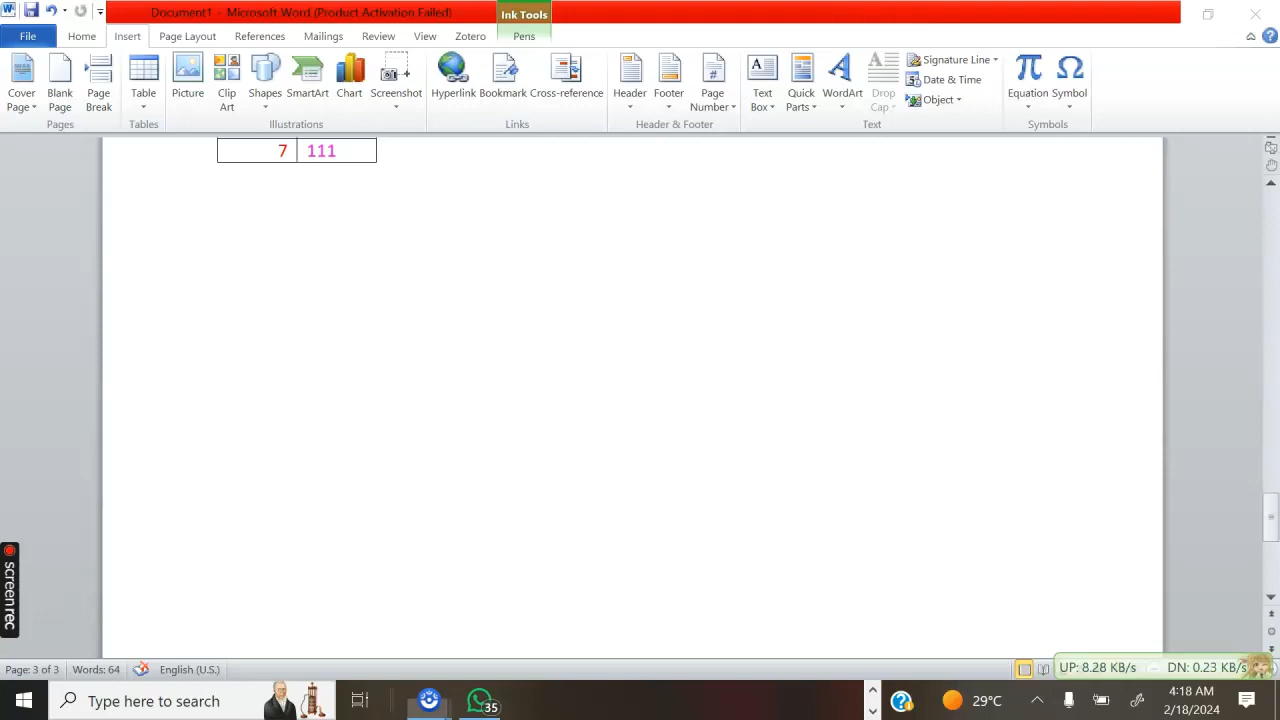 Document1 - Microsoft Word (Product Activation Failed)
Ink Tools
File Home Insert Page Layout References Mailings Review View Zotero Pens
Cover Page
Blank Page
Page Break
Table
Picture
Clip Art
Shapes
SmartArt
Chart
Screenshot
Hyperlink
Bookmark
Cross-reference
Header
Footer
Page Number
Text Box
Quick Parts
WordArt
Drop Cap
Signature Line
Date & Time
Object
Equation
Symbol
Pages Tables Illustrations Links Header & Footer Text Symbols
7 111
screen rec
Page: 3 of 3 Words: 64 English (U.S.)
UP: 8.28 KB/s DN: 0.23 KB/s
Type here to search
35
29°C
4:18 AM
2/18/2024